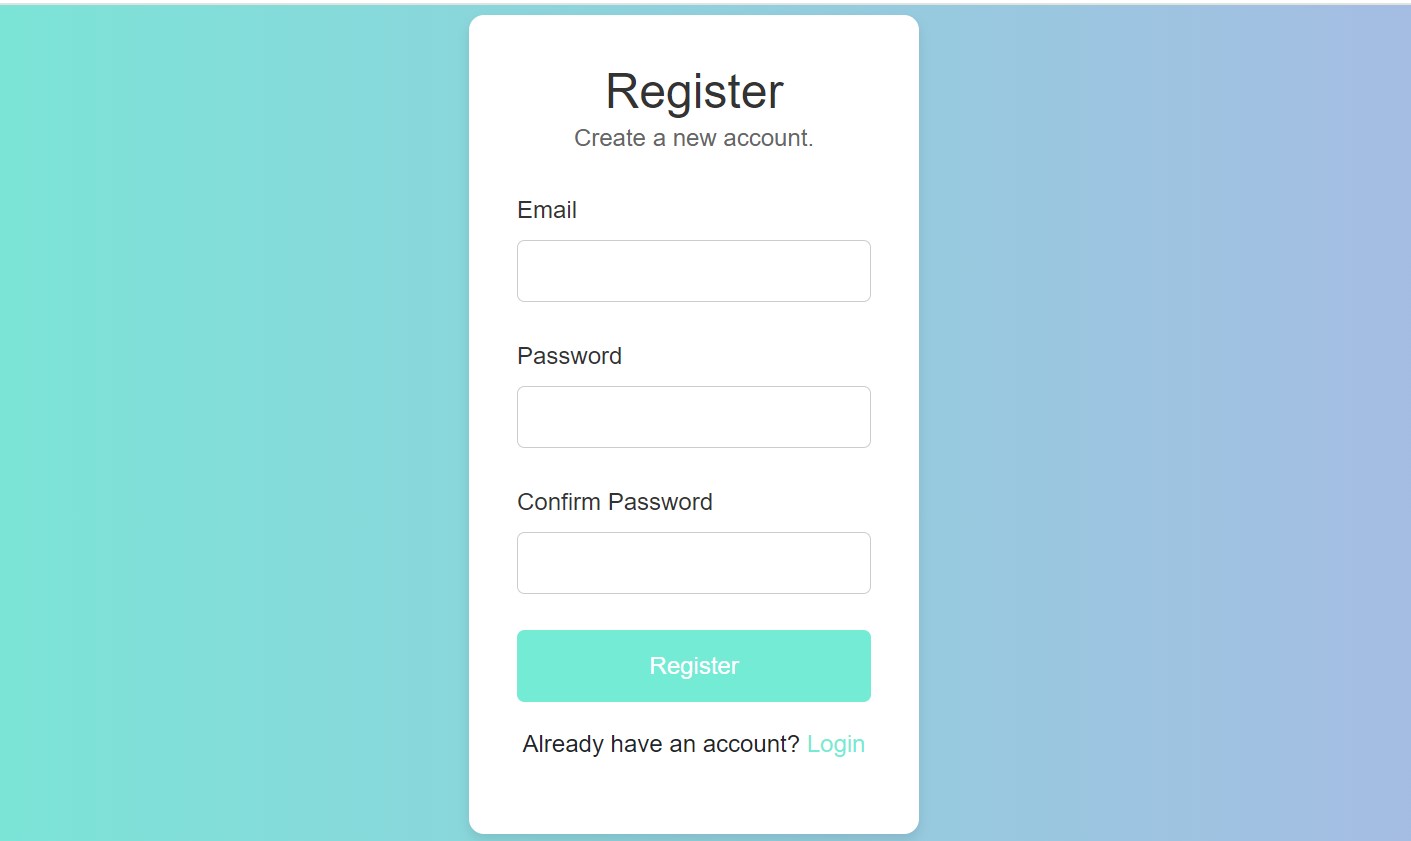 Register
Create a new account.
Email
Password
Confirm Password
Register
Already have an account? Login